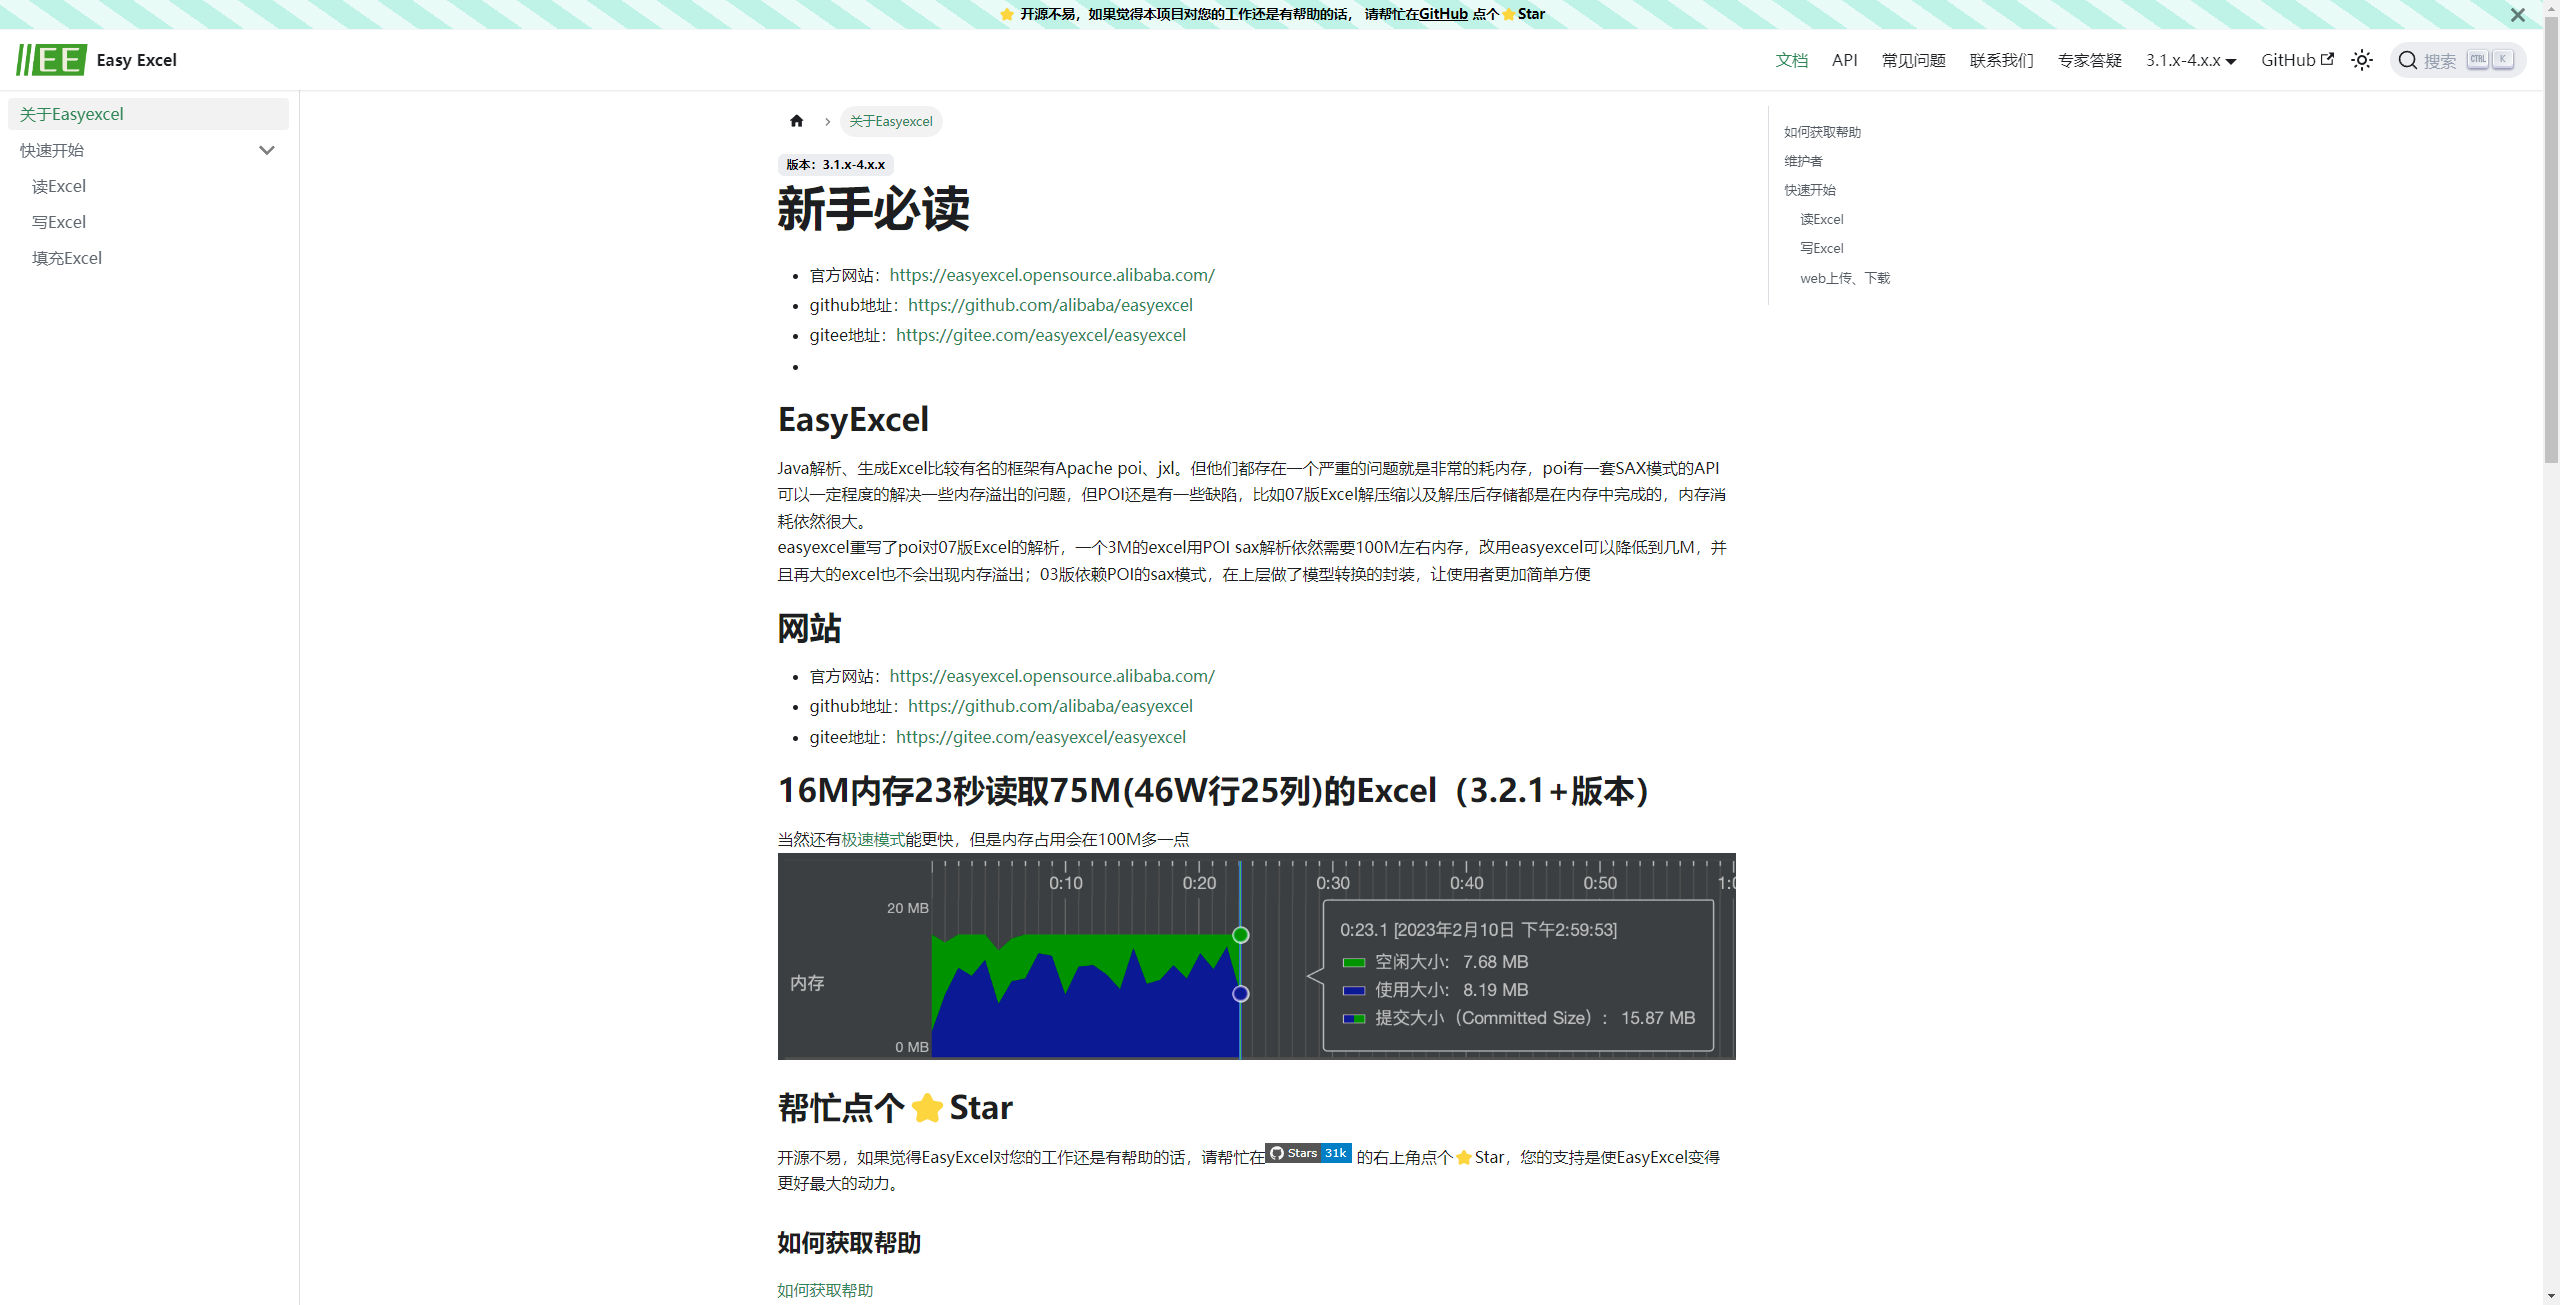 ⭐ 开源不易，如果觉得本项目对您的工作还是有帮助的话， 请帮忙在GitHub 点个⭐Star
EE Easy Excel
文档 API 常见问题 联系我们 专家答疑 3.1.x-4.x.x GitHub 搜索 CTRL K
关于Easyexcel
快速开始
读Excel
写Excel
填充Excel
关于Easyexcel
版本：3.1.x-4.x.x
新手必读
官方网站：https://easyexcel.opensource.alibaba.com/
github地址：https://github.com/alibaba/easyexcel
gitee地址：https://gitee.com/easyexcel/easyexcel
EasyExcel
Java解析、生成Excel比较有名的框架有Apache poi、jxl。但他们都存在一个严重的问题就是非常的耗内存，poi有一套SAX模式的API
可以一定程度的解决一些内存溢出的问题，但POI还是有一些缺陷，比如07版Excel解压缩以及解压后存储都是在内存中完成的，内存消
耗依然很大。
easyexcel重写了poi对07版Excel的解析，一个3M的excel用POI sax解析依然需要100M左右内存，改用easyexcel可以降低到几M，并
且再大的excel也不会出现内存溢出；03版依赖POI的sax模式，在上层做了模型转换的封装，让使用者更加简单方便
网站
官方网站：https://easyexcel.opensource.alibaba.com/
github地址：https://github.com/alibaba/easyexcel
gitee地址：https://gitee.com/easyexcel/easyexcel
16M内存23秒读取75M(46W行25列)的Excel（3.2.1+版本）
当然还有极速模式能更快，但是内存占用会在100M多一点
0:10 0:20 0:30 0:40 0:50
20 MB
内存
0 MB
0:23.1 [2023年2月10日 下午2:59:53]
空闲大小: 7.68 MB
使用大小: 8.19 MB
提交大小（Committed Size）: 15.87 MB
帮忙点个⭐Star
开源不易，如果觉得EasyExcel对您的工作还是有帮助的话，请帮忙在 Stars 31k 的右上角点个⭐Star，您的支持是使EasyExcel变得
更好最大的动力。
如何获取帮助
如何获取帮助
如何获取帮助
维护者
快速开始
读Excel
写Excel
web上传、下载